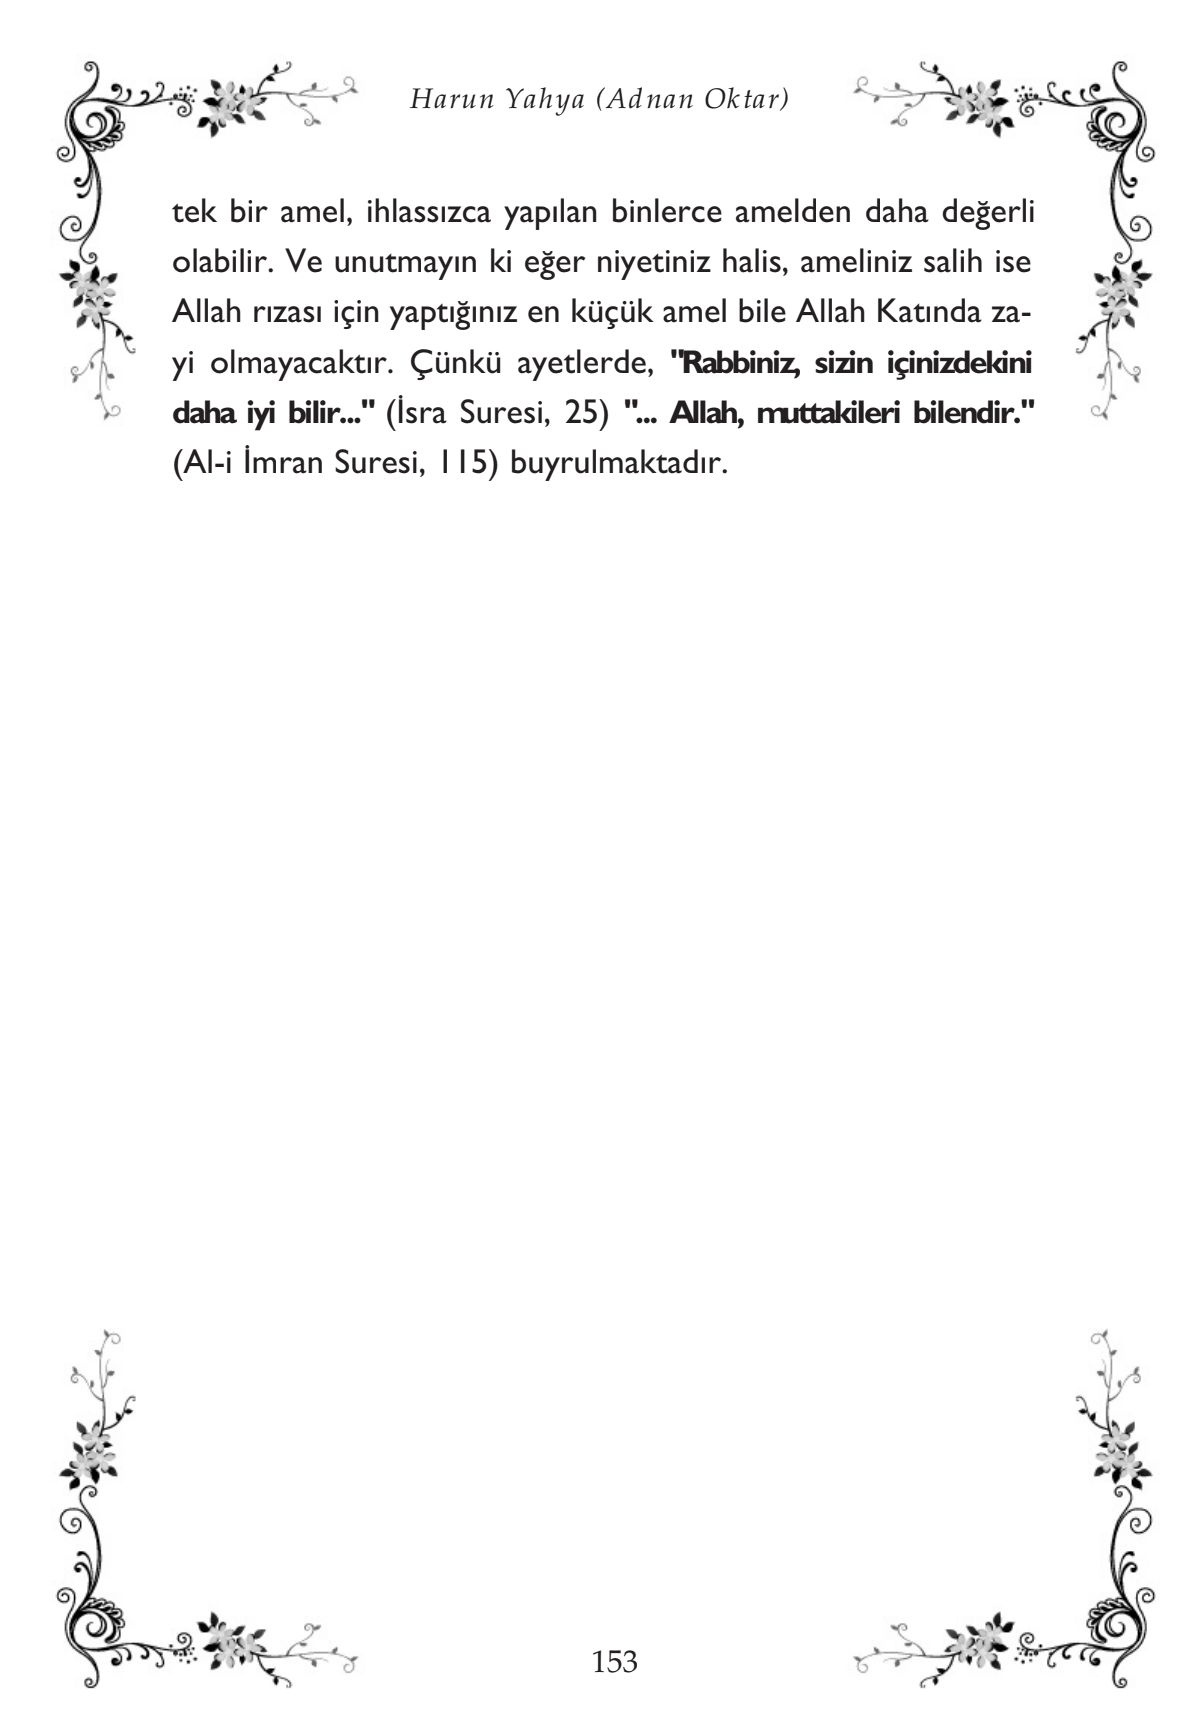 Harun Yahya (Adnan Oktar)
tek bir amel, ihlassızca yapılan binlerce amelden daha değerli
olabilir. Ve unutmayın ki eğer niyetiniz halis, ameliniz salih ise
Allah rızası için yaptığınız en küçük amel bile Allah Katında za-
yi olmayacaktır. Çünkü ayetlerde, "Rabbiniz, sizin içinizdekini
daha iyi bilir..." (İsra Suresi, 25) "... Allah, muttakileri bilendir."
(Al-i İmran Suresi, 115) buyrulmaktadır.
153